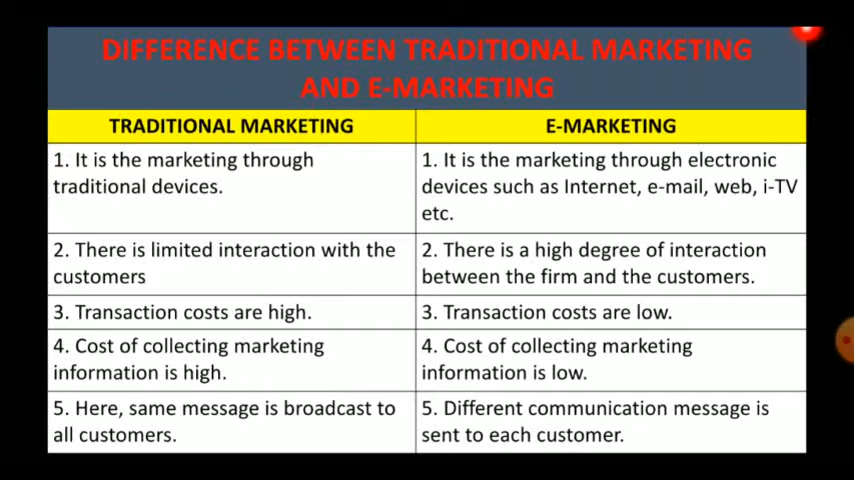 DIFFERENCE BETWEEN TRADITIONAL MARKETING
AND E-MARKETING
TRADITIONAL MARKETING
E-MARKETING
1. It is the marketing through
traditional devices.
1. It is the marketing through electronic
devices such as Internet, e-mail, web, i-TV
etc.
2. There is limited interaction with the
customers
2. There is a high degree of interaction
between the firm and the customers.
3. Transaction costs are high.
3. Transaction costs are low.
4. Cost of collecting marketing
information is high.
4. Cost of collecting marketing
information is low.
5. Here, same message is broadcast to
all customers.
5. Different communication message is
sent to each customer.